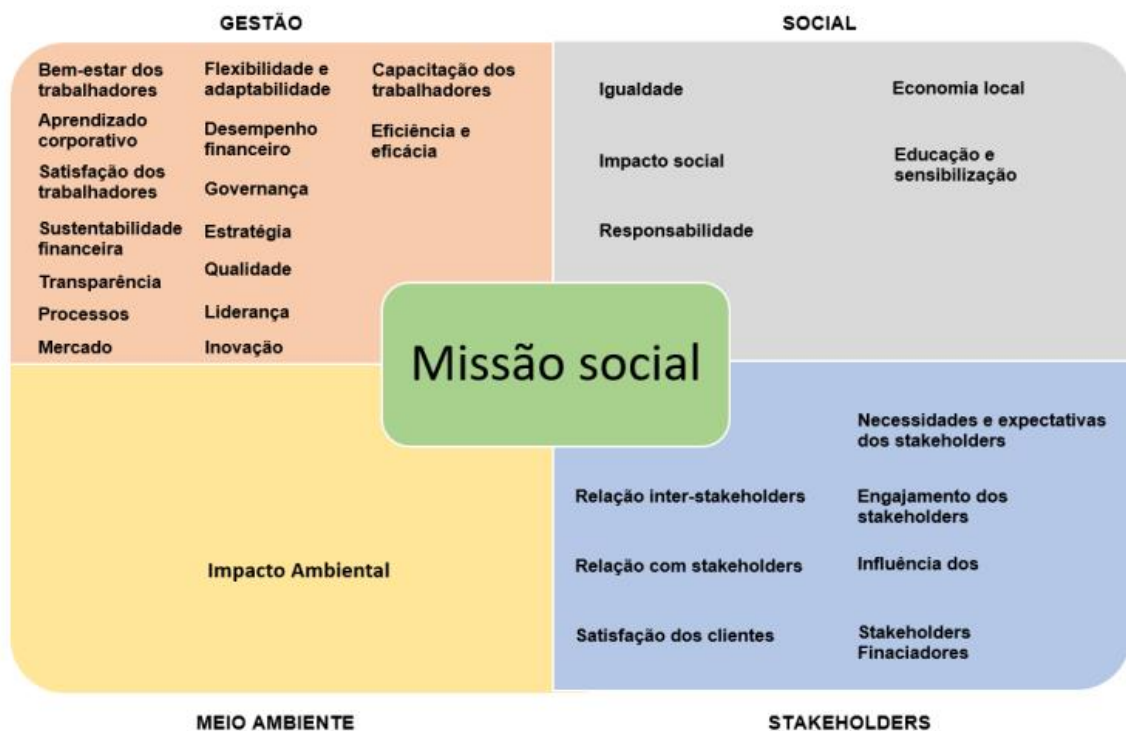 GESTÃO
Bem-estar dos
trabalhadores
Aprendizado
corporativo
Satisfação dos
trabalhadores
Sustentabilidade
financeira
Transparência
Processos
Mercado
Flexibilidade e
adaptabilidade
Desempenho
financeiro
Governança
Estratégia
Qualidade
Liderança
Inovação
Capacitação dos
trabalhadores
Eficiência e
eficácia
SOCIAL
Igualdade
Impacto social
Responsabilidade
Economia local
Educação e
sensibilização
Missão social
Impacto Ambiental
MEIO AMBIENTE
Relação inter-stakeholders
Relação com stakeholders
Satisfação dos clientes
Necessidades e expectativas
dos stakeholders
Engajamento dos
stakeholders
Influência dos
Stakeholders
Finaciadores
STAKEHOLDERS